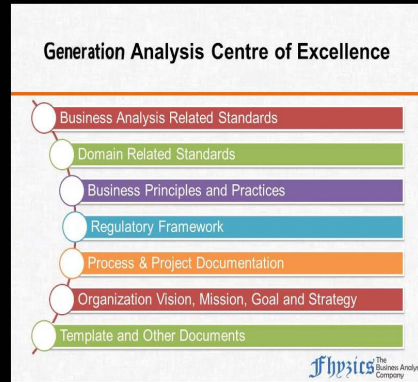 Generation Analysis Centre of Excellence
Business Analysis Related Standards
Domain Related Standards
Business Principles and Practices
Regulatory Framework
Process & Project Documentation
Organization Vision, Mission, Goal and Strategy
Template and Other Documents
Fhyzics The Business Analysis Company